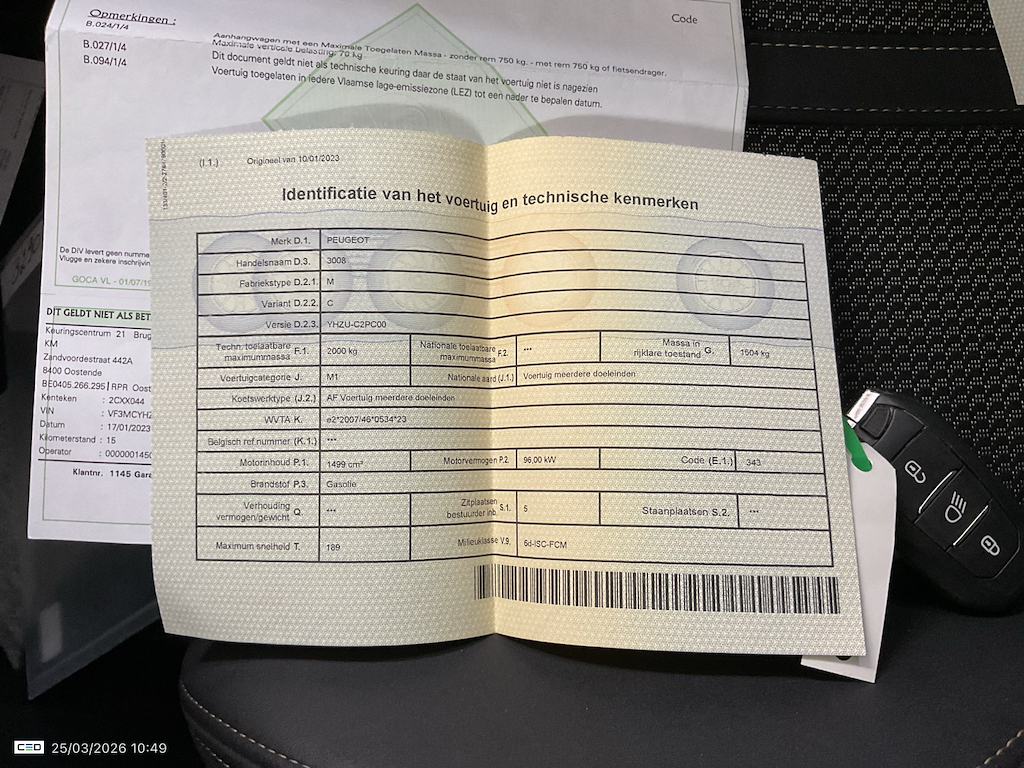 Opmerkingen :
Code
B.024/1/4
Aanhangwagen met een Maximale Toegelaten Massa - zonder rem 750 kg. - met rem 750 kg of fietsendrager.
Maximale verticale belasting: 70 kg
B.027/1/4
Dit document geldt niet als technische keuring daar de staat van het voertuig niet is nagezien
B.094/1/4
Voertuig toegelaten in iedere Vlaamse lage-emissiezone (LEZ) tot een nader te bepalen datum.
De DIV levert geen numme
Vlugge en zekere inschrijvin
GOCA VL - 01/07/19
DIT GELDT NIET ALS BET
Keuringscentrum 21 Brug
KM
Zandvoordestraat 442A
8400 Oostende
BE0405.266.295 | RPR Oost
Kenteken : 2CXX044
VIN : VF3MCYHZ
Datum : 17/01/2023
Kilometerstand : 15
Operator : 000000145
Klantnr. 1145 Gara
(I.1.) Origineel van 10/01/2023
Identificatie van het voertuig en technische kenmerken
Merk D.1. PEUGEOT
Handelsnaam D.3. 3008
Fabriekstype D.2.1. M
Variant D.2.2. C
Versie D.2.3. YHZU-C2PC00
Techn. toelaatbare maximummassa F.1. 2000 kg Nationale toelaatbare maximummassa F.2. *** Massa in rijklare toestand G. 1504 kg
Voertuigcategorie J. M1 Nationale aard (J.1.) Voertuig meerdere doeleinden
Koetswerktype (J.2.) AF Voertuig meerdere doeleinden
WVTA K. e2*2007/46*0534*23
Belgisch ref.nummer (K.1.) ***
Motorinhoud P.1. 1499 cm³ Motorvermogen P.2. 96,00 kW Code (E.1.) 343
Brandstof P.3. Gasolie
Verhouding vermogen/gewicht Q. *** Zitplaatsen bestuurder inb. S.1. 5 Staanplaatsen S.2. ***
Maximum snelheid T. 189 Milieuklasse V.9. 6d-ISC-FCM
CEO 25/03/2026 10:49